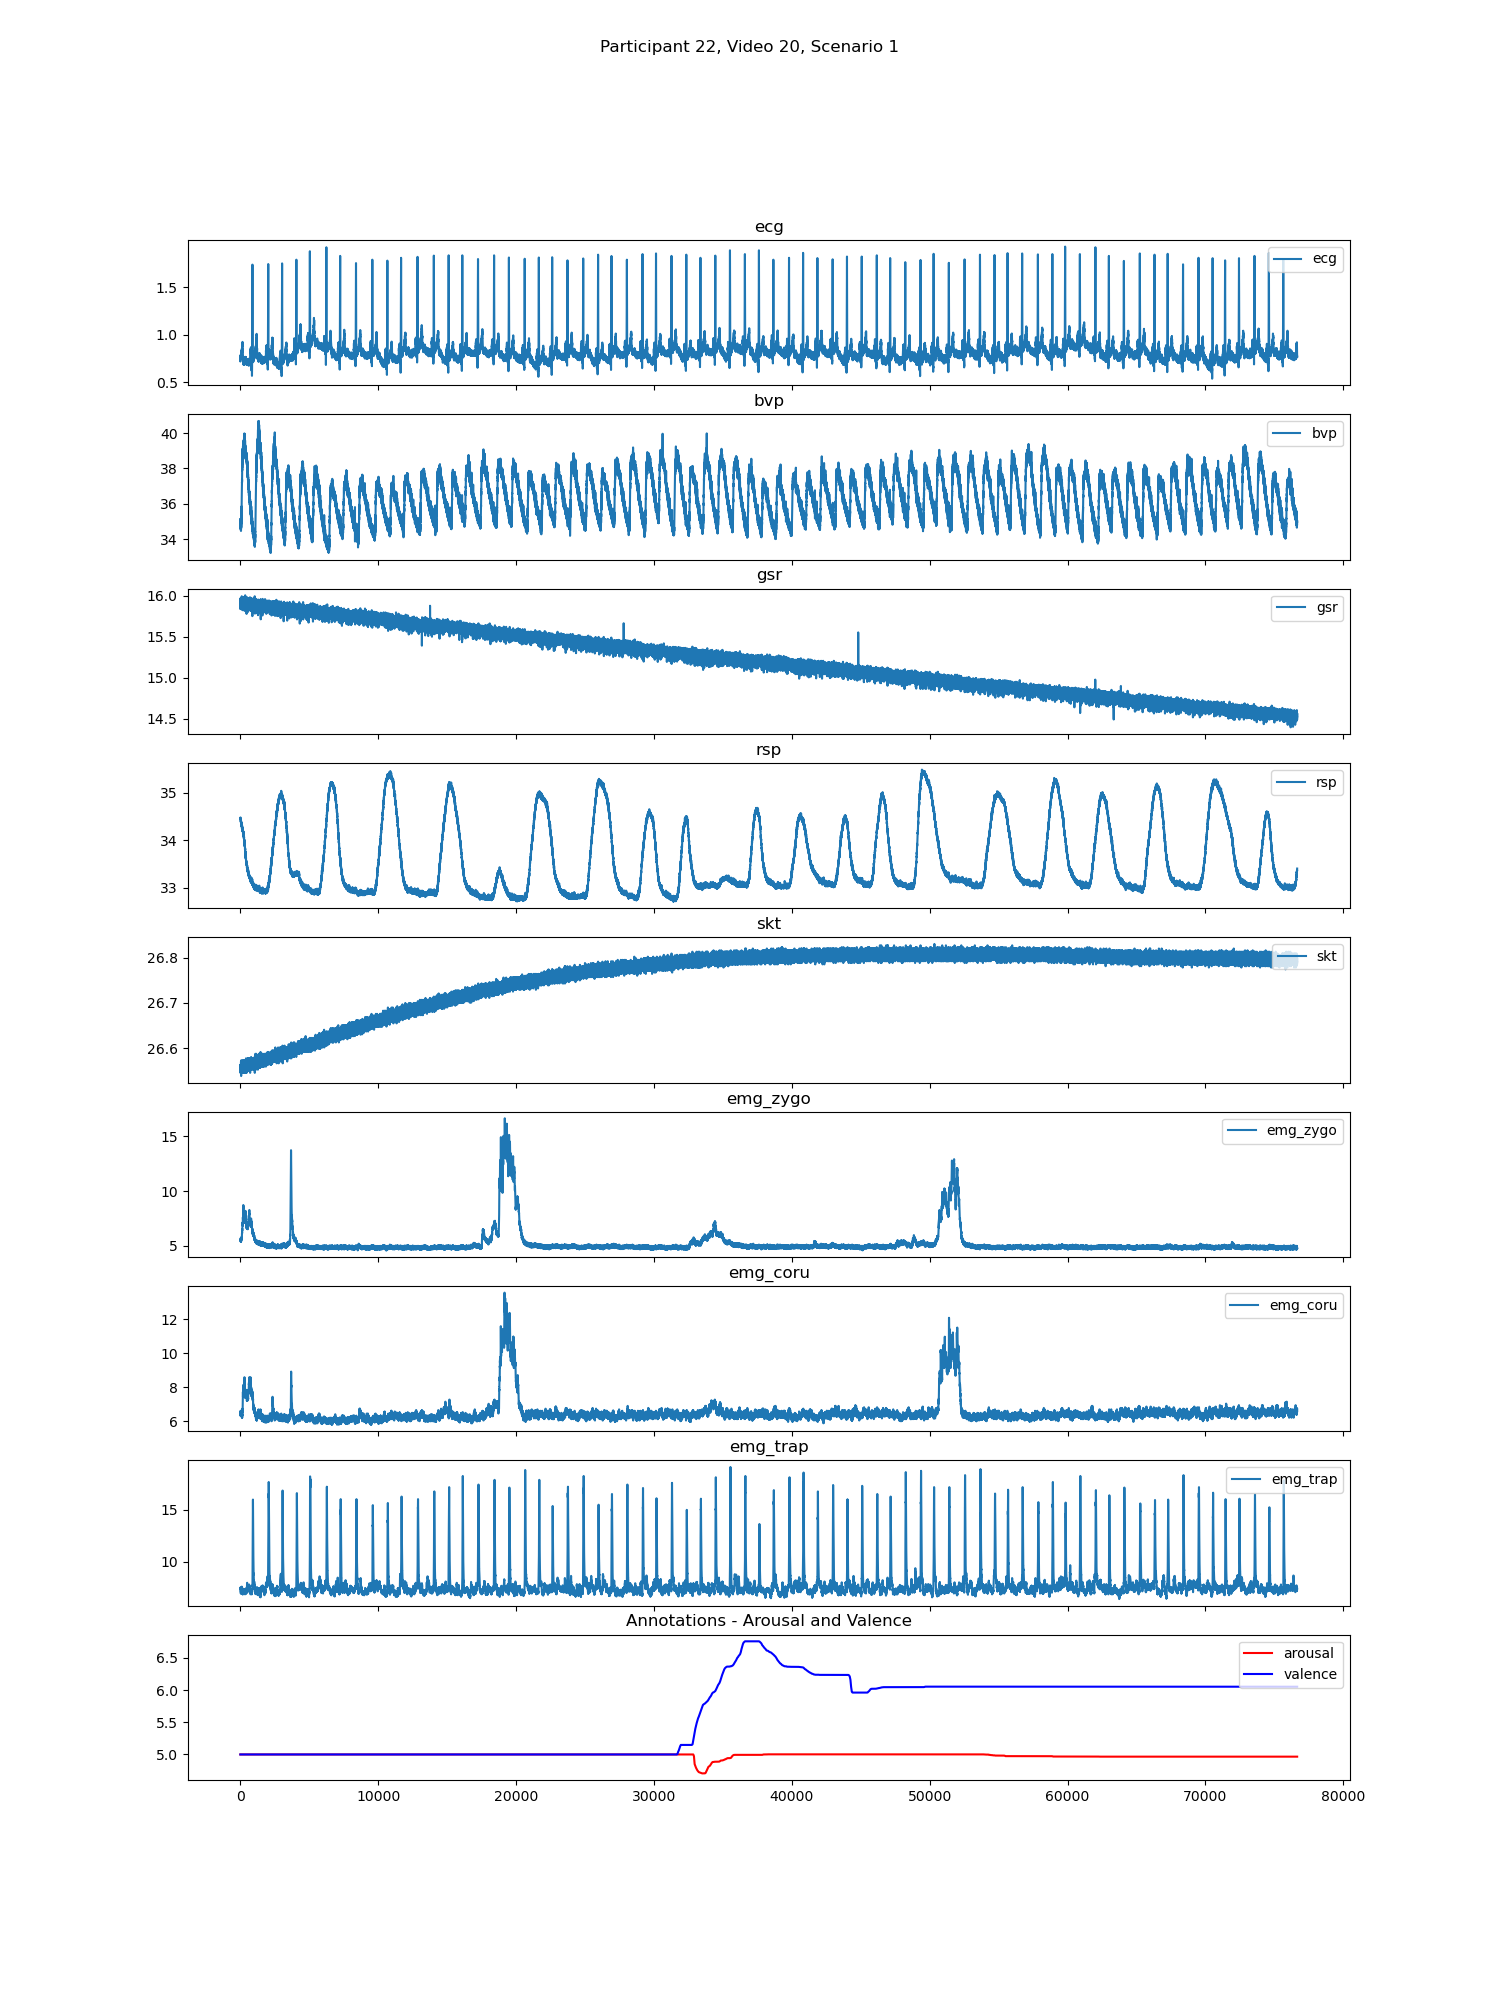 Participant 22, Video 20, Scenario 1
ecg
ecg
1.5
1.0
0.5
bvp
bvp
40
38
36
34
gsr
gsr
16.0
15.5
15.0
14.5
rsp
rsp
35
34
33
skt
skt
26.8
26.7
26.6
emg_zygo
emg_zygo
15
10
5
emg_coru
emg_coru
12
10
8
6
emg_trap
emg_trap
15
10
Annotations - Arousal and Valence
arousal
valence
6.5
6.0
5.5
5.0
0 10000 20000 30000 40000 50000 60000 70000 80000